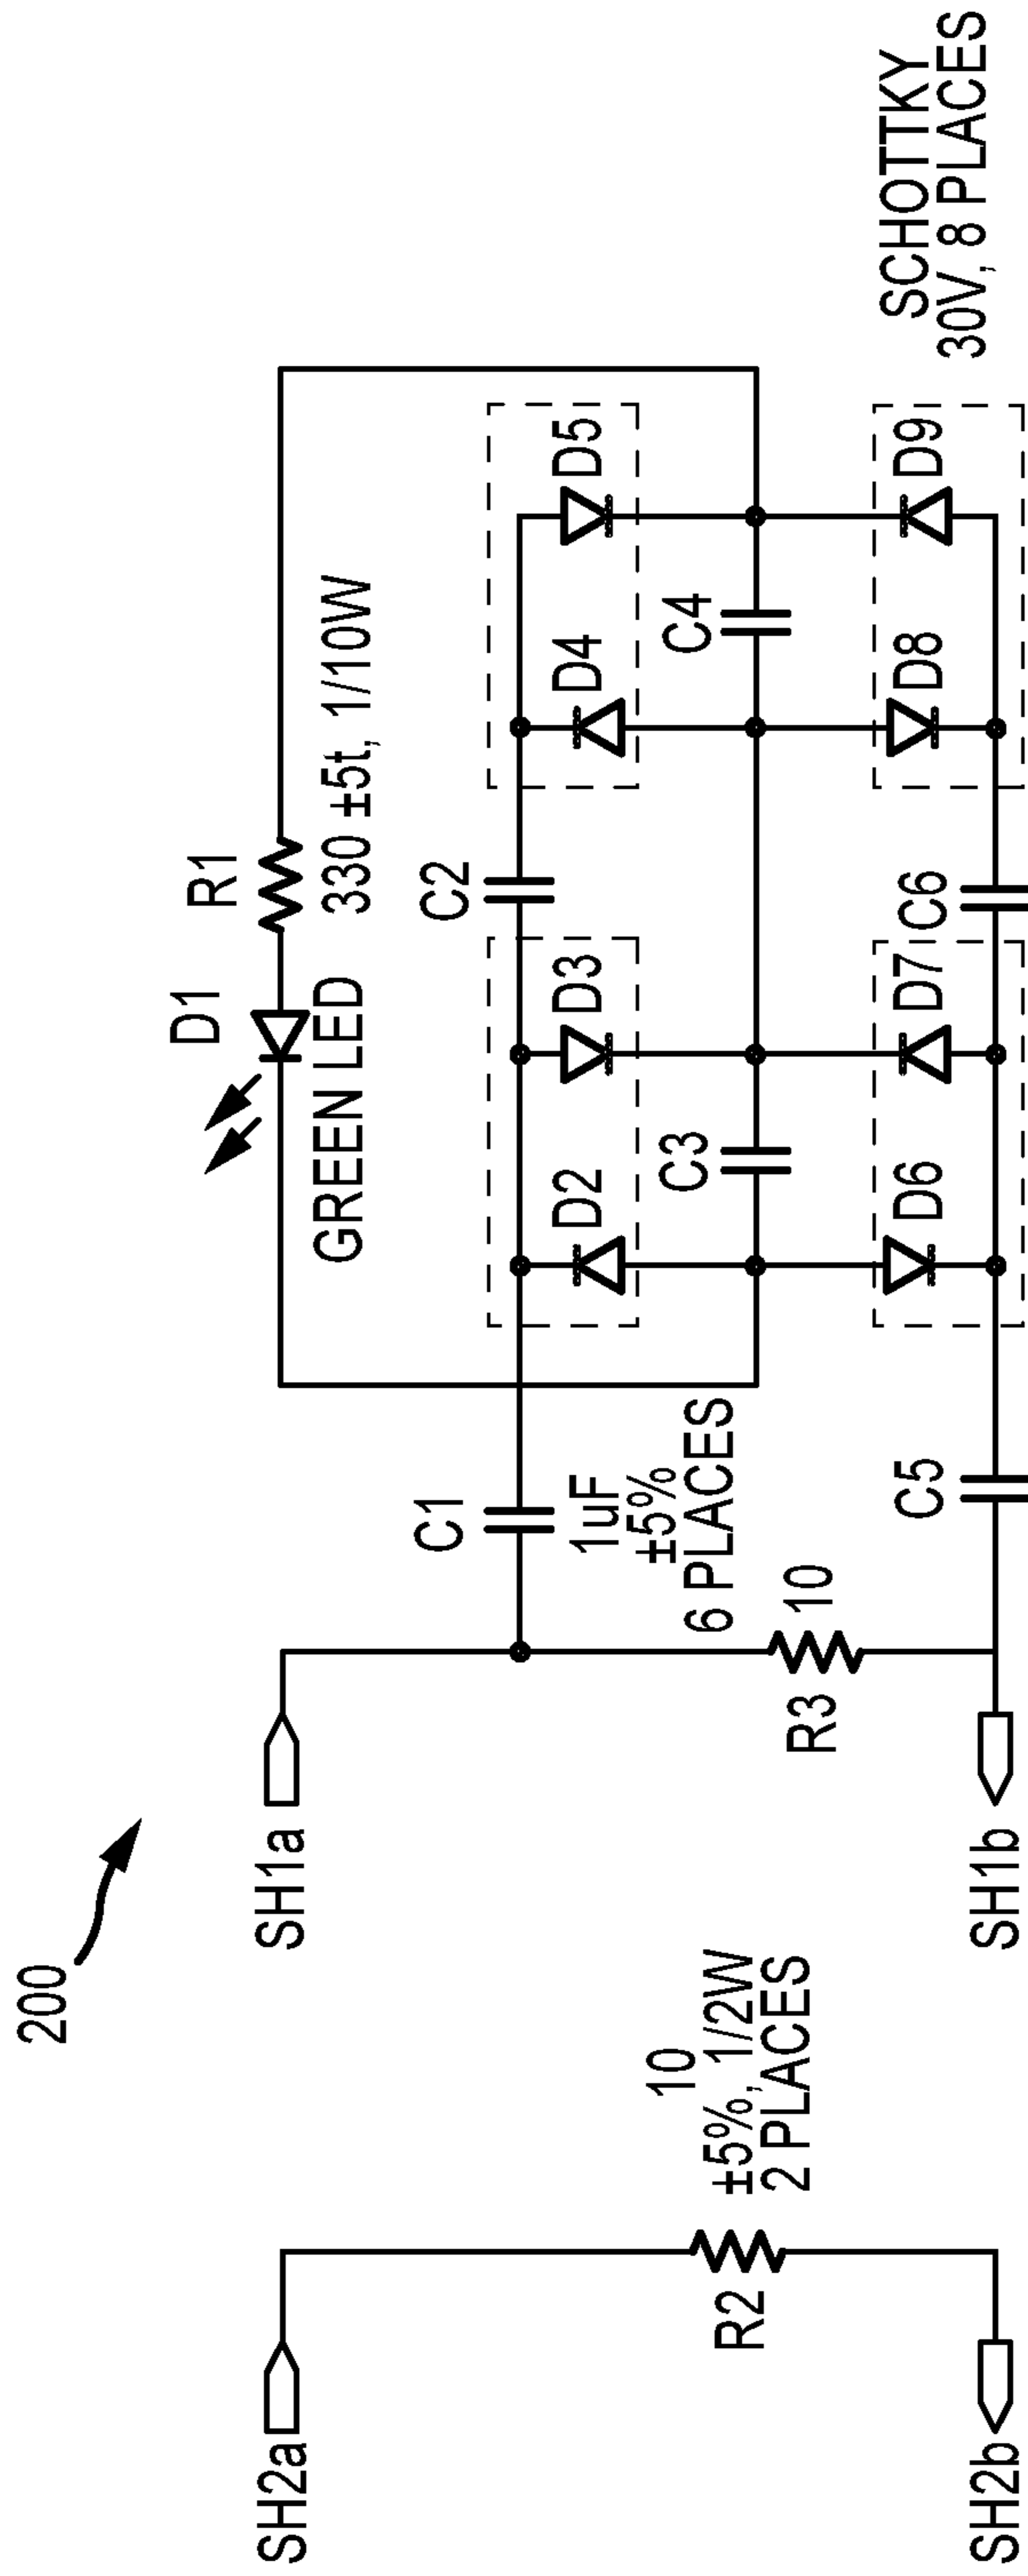 200
SH2a
SH2b
R2
10
±5%, 1/2W
2 PLACES
SH1a
SH1b
R3
10
C1
1uF
±5%
6 PLACES
C5
D1
GREEN LED
R1
330 ±5t, 1/10W
D2
D3
C2
D4
D5
C3
C4
D6
D7
C6
D8
D9
SCHOTTKY
30V, 8 PLACES